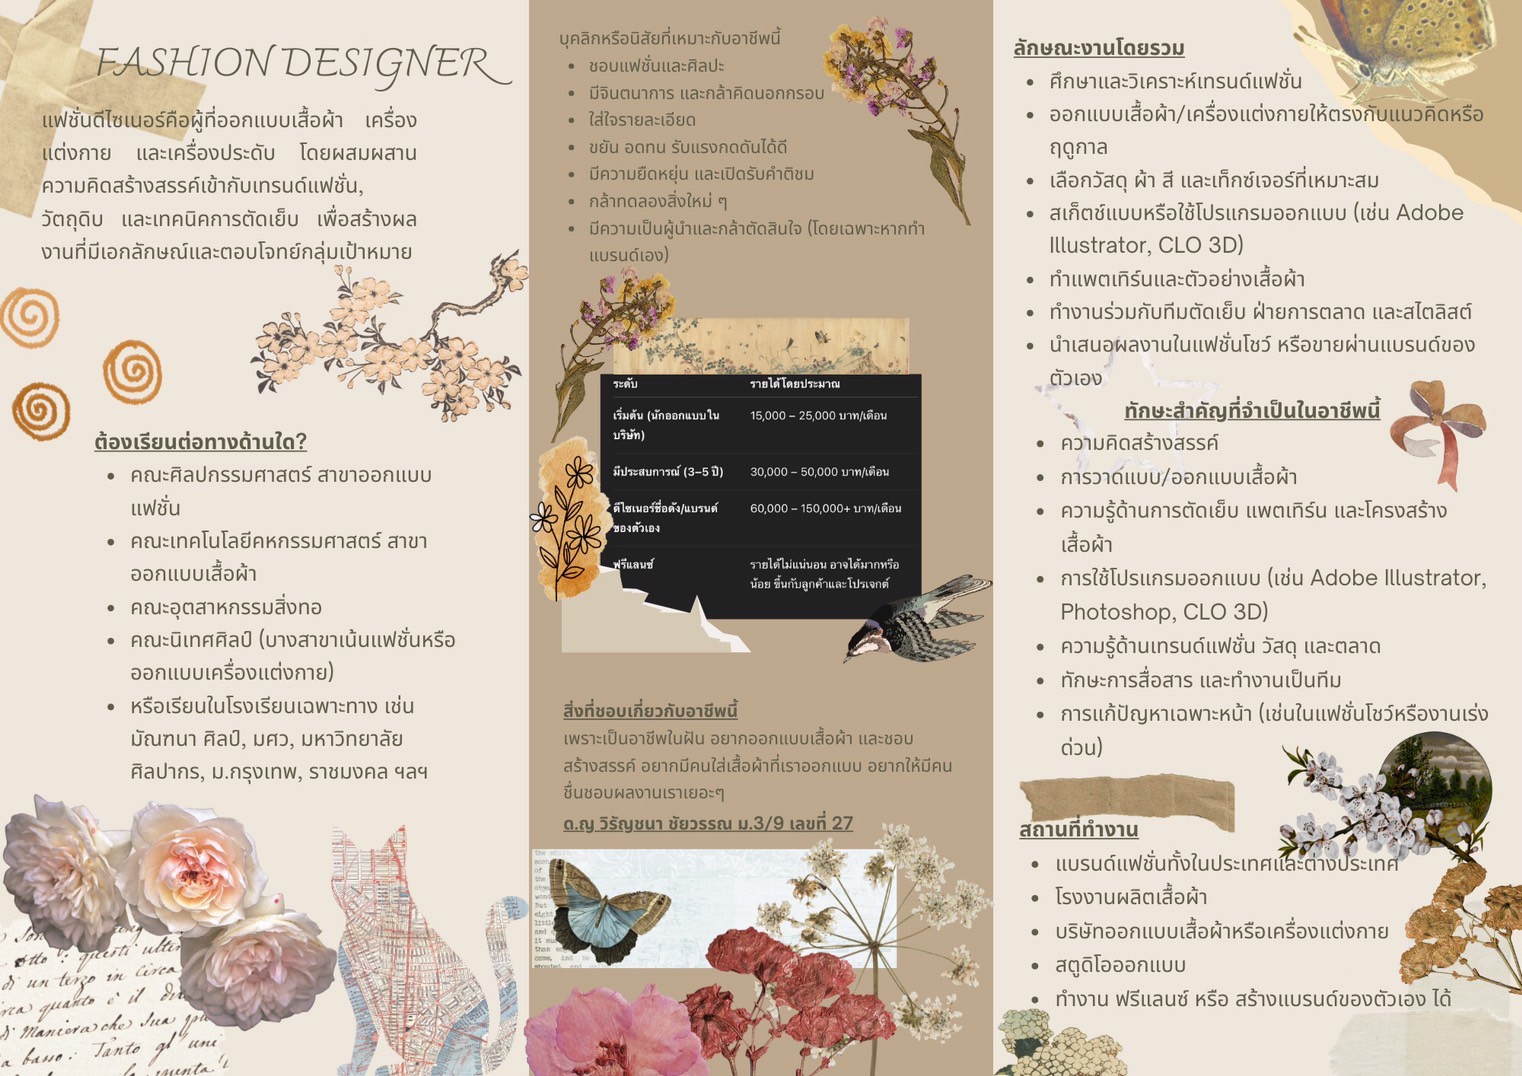 FASHION DESIGNER
แฟชั่นดีไซเนอร์คือผู้ที่ออกแบบเสื้อผ้า เครื่อง
แต่งกาย และเครื่องประดับ โดยผสมผสาน
ความคิดสร้างสรรค์เข้ากับเทรนด์แฟชั่น,
วัตถุดิบ และเทคนิคการตัดเย็บ เพื่อสร้างผล
งานที่มีเอกลักษณ์และตอบโจทย์กลุ่มเป้าหมาย
ต้องเรียนต่อทางด้านใด?
• คณะศิลปกรรมศาสตร์ สาขาออกแบบ
แฟชั่น
• คณะเทคโนโลยีคหกรรมศาสตร์ สาขา
ออกแบบเสื้อผ้า
• คณะอุตสาหกรรมสิ่งทอ
• คณะนิเทศศิลป์ (บางสาขาเน้นแฟชั่นหรือ
ออกแบบเครื่องแต่งกาย)
• หรือเรียนในโรงเรียนเฉพาะทาง เช่น
มัณฑนา ศิลป์, มศว, มหาวิทยาลัย
ศิลปากร, ม.กรุงเทพ, ราชมงคล ฯลฯ
บุคลิกหรือนิสัยที่เหมาะกับอาชีพนี้
• ชอบแฟชั่นและศิลปะ
• มีจินตนาการ และกล้าคิดนอกกรอบ
• ใส่ใจรายละเอียด
• ขยัน อดทน รับแรงกดดันได้ดี
• มีความยืดหยุ่น และเปิดรับคำติชม
• กล้าทดลองสิ่งใหม่ ๆ
• มีความเป็นผู้นำและกล้าตัดสินใจ (โดยเฉพาะหากทำ
แบรนด์เอง)
ระดับ รายได้โดยประมาณ
เริ่มต้น (นักออกแบบใน 15,000 – 25,000 บาท/เดือน
บริษัท)
มีประสบการณ์ (3–5 ปี) 30,000 – 50,000 บาท/เดือน
ดีไซเนอร์ชื่อดัง/แบรนด์ 60,000 – 150,000+ บาท/เดือน
ของตัวเอง
ฟรีแลนซ์ รายได้ไม่แน่นอน อาจได้มากหรือ
น้อย ขึ้นกับลูกค้าและโปรเจกต์
สิ่งที่ชอบเกี่ยวกับอาชีพนี้
เพราะเป็นอาชีพในฝัน อยากออกแบบเสื้อผ้า และชอบ
สร้างสรรค์ อยากมีคนใส่เสื้อผ้าที่เราออกแบบ อยากให้มีคน
ชื่นชอบผลงานเราเยอะๆ
ด.ญ วิรัญชนา ชัยวรรณ ม.3/9 เลขที่ 27
ลักษณะงานโดยรวม
• ศึกษาและวิเคราะห์เทรนด์แฟชั่น
• ออกแบบเสื้อผ้า/เครื่องแต่งกายให้ตรงกับแนวคิดหรือ
ฤดูกาล
• เลือกวัสดุ ผ้า สี และเท็กซ์เจอร์ที่เหมาะสม
• สเก็ตช์แบบหรือใช้โปรแกรมออกแบบ (เช่น Adobe
Illustrator, CLO 3D)
• ทำแพตเทิร์นและตัวอย่างเสื้อผ้า
• ทำงานร่วมกับทีมตัดเย็บ ฝ่ายการตลาด และสไตลิสต์
• นำเสนอผลงานในแฟชั่นโชว์ หรือขายผ่านแบรนด์ของ
ตัวเอง
ทักษะสำคัญที่จำเป็นในอาชีพนี้
• ความคิดสร้างสรรค์
• การวาดแบบ/ออกแบบเสื้อผ้า
• ความรู้ด้านการตัดเย็บ แพตเทิร์น และโครงสร้าง
เสื้อผ้า
• การใช้โปรแกรมออกแบบ (เช่น Adobe Illustrator,
Photoshop, CLO 3D)
• ความรู้ด้านเทรนด์แฟชั่น วัสดุ และตลาด
• ทักษะการสื่อสาร และทำงานเป็นทีม
• การแก้ปัญหาเฉพาะหน้า (เช่นในแฟชั่นโชว์หรืองานเร่ง
ด่วน)
สถานที่ทำงาน
• แบรนด์แฟชั่นทั้งในประเทศและต่างประเทศ
• โรงงานผลิตเสื้อผ้า
• บริษัทออกแบบเสื้อผ้าหรือเครื่องแต่งกาย
• สตูดิโอออกแบบ
• ทำงาน ฟรีแลนซ์ หรือ สร้างแบรนด์ของตัวเอง ได้